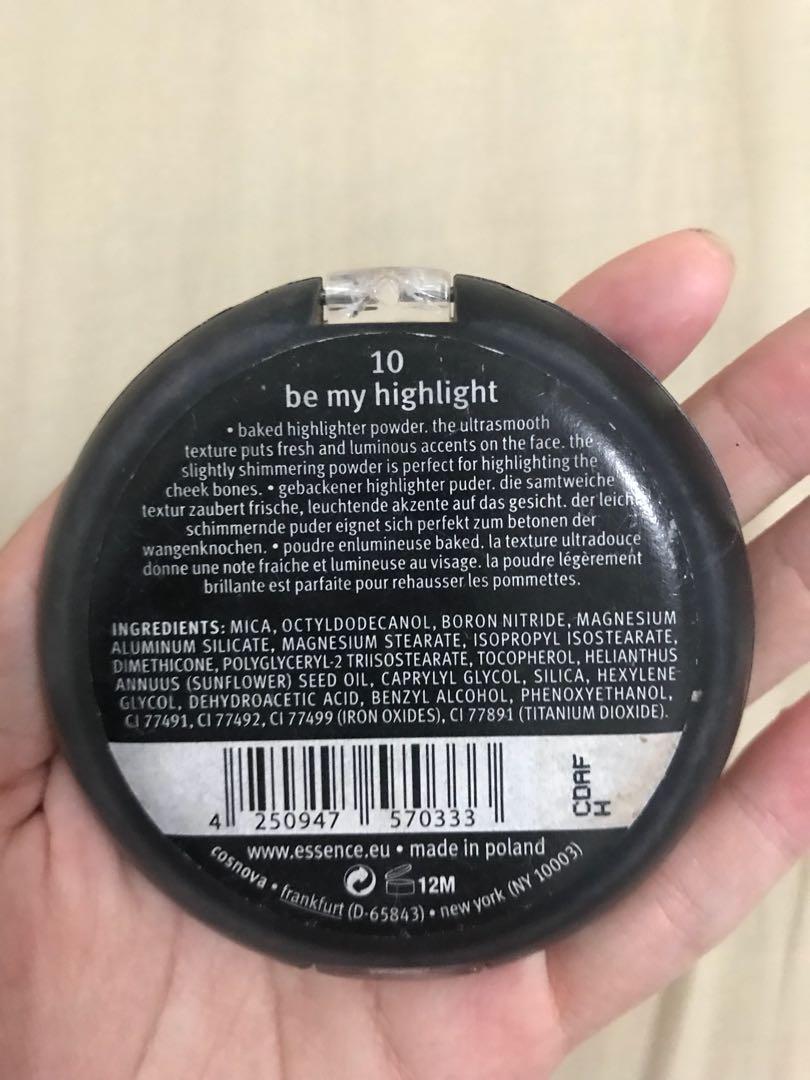 10
be my highlight
• baked highlighter powder. the ultrasmooth
texture puts fresh and luminous accents on the face. the
slightly shimmering powder is perfect for highlighting the
cheek bones. • gebackener highlighter puder. die samtweiche
textur zaubert frische, leuchtende akzente auf das gesicht. der leicht
schimmernde puder eignet sich perfekt zum betonen der
wangenknochen. • poudre enlumineuse baked. la texture ultradouce
donne une note fraiche et lumineuse au visage. la poudre légèrement
brillante est parfaite pour rehausser les pommettes.
INGREDIENTS: MICA, OCTYLDODECANOL, BORON NITRIDE, MAGNESIUM
ALUMINUM SILICATE, MAGNESIUM STEARATE, ISOPROPYL ISOSTEARATE,
DIMETHICONE, POLYGLYCERYL-2 TRIISOSTEARATE, TOCOPHEROL, HELIANTHUS
ANNUUS (SUNFLOWER) SEED OIL, CAPRYLYL GLYCOL, SILICA, HEXYLENE
GLYCOL, DEHYDROACETIC ACID, BENZYL ALCOHOL, PHENOXYETHANOL,
CI 77491, CI 77492, CI 77499 (IRON OXIDES), CI 77891 (TITANIUM DIOXIDE).
4 250947 570333
CDAF
H
www.essence.eu • made in poland
12M
cosnova • frankfurt (D-65843) • new york (NY 10003)